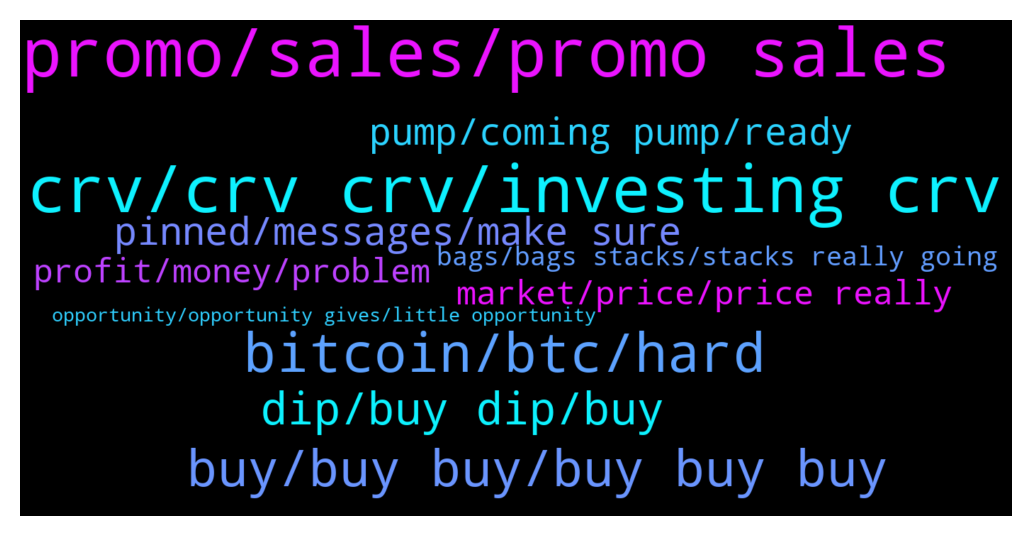 promo/sales/promo sales
pump/coming pump/ready
crv/crv crv/investing crv
pinned/messages/make sure
bags/bags stacks/stacks really going
profit/money/problem
market/price/price really
opportunity/opportunity gives/little opportunity
bitcoin/btc/hard
dip/buy dip/buy
buy/buy buy/buy buy buy